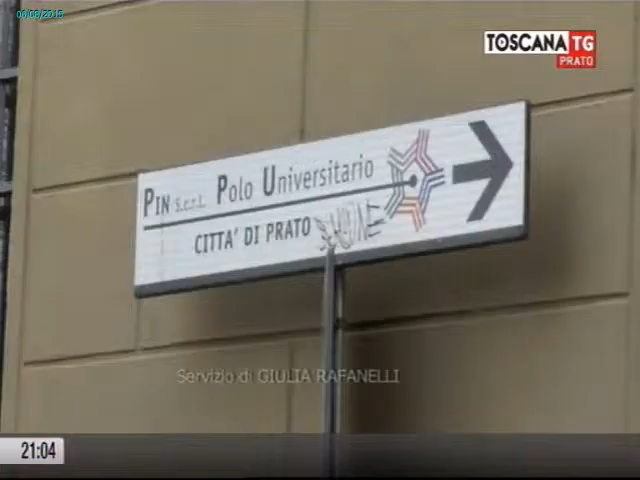 06/08/2015
TOSCANA TG
PRATO
PIN S.c.r.l. Polo Universitario
CITTA' DI PRATO
Servizio di GIULIA RAFANELLI
21:04